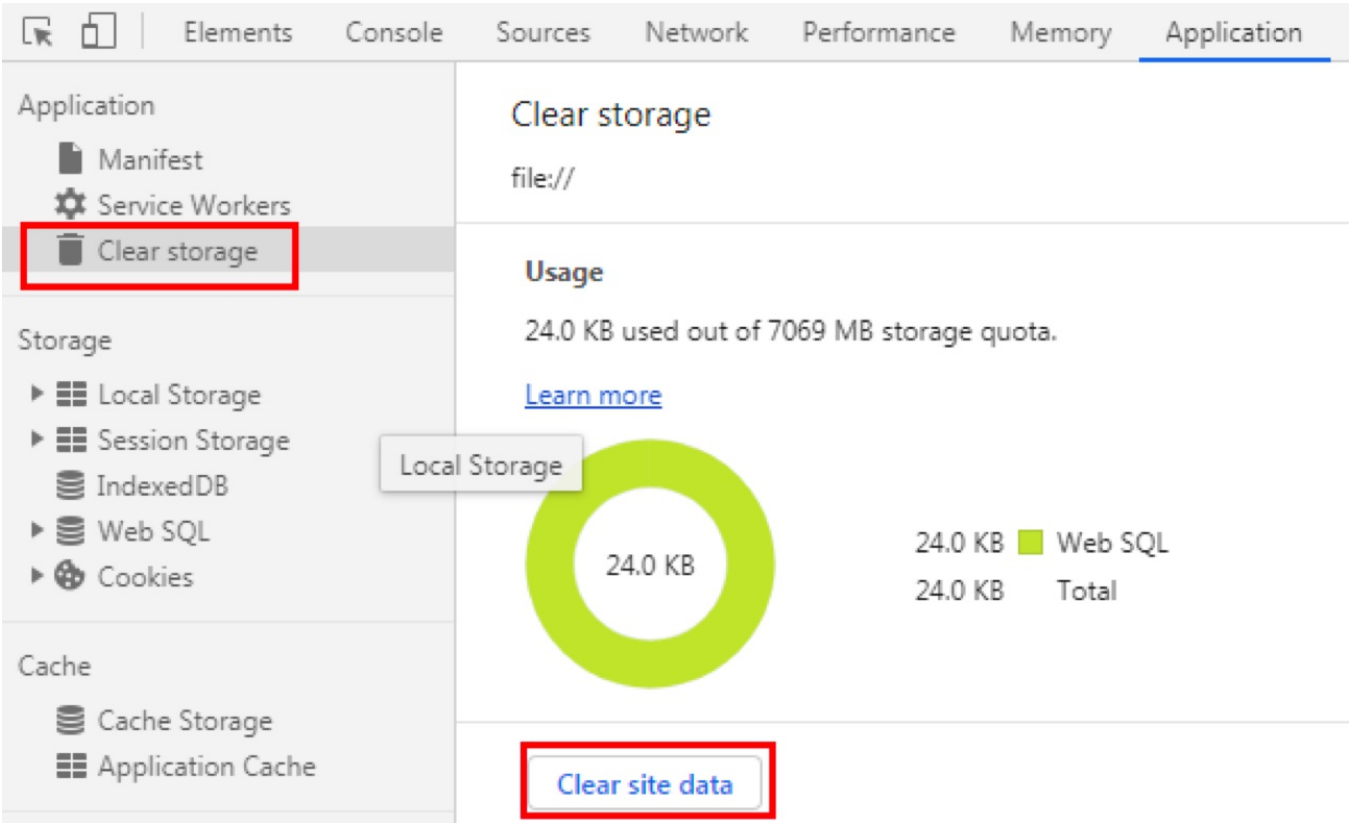 Elements Console Sources Network Performance Memory Application
Application
Manifest
Service Workers
Clear storage
Storage
Local Storage
Session Storage
IndexedDB
Web SQL
Cookies
Cache
Cache Storage
Application Cache
Clear storage
file://
Usage
24.0 KB used out of 7069 MB storage quota.
Learn more
Local Storage
24.0 KB
24.0 KB Web SQL
24.0 KB Total
Clear site data